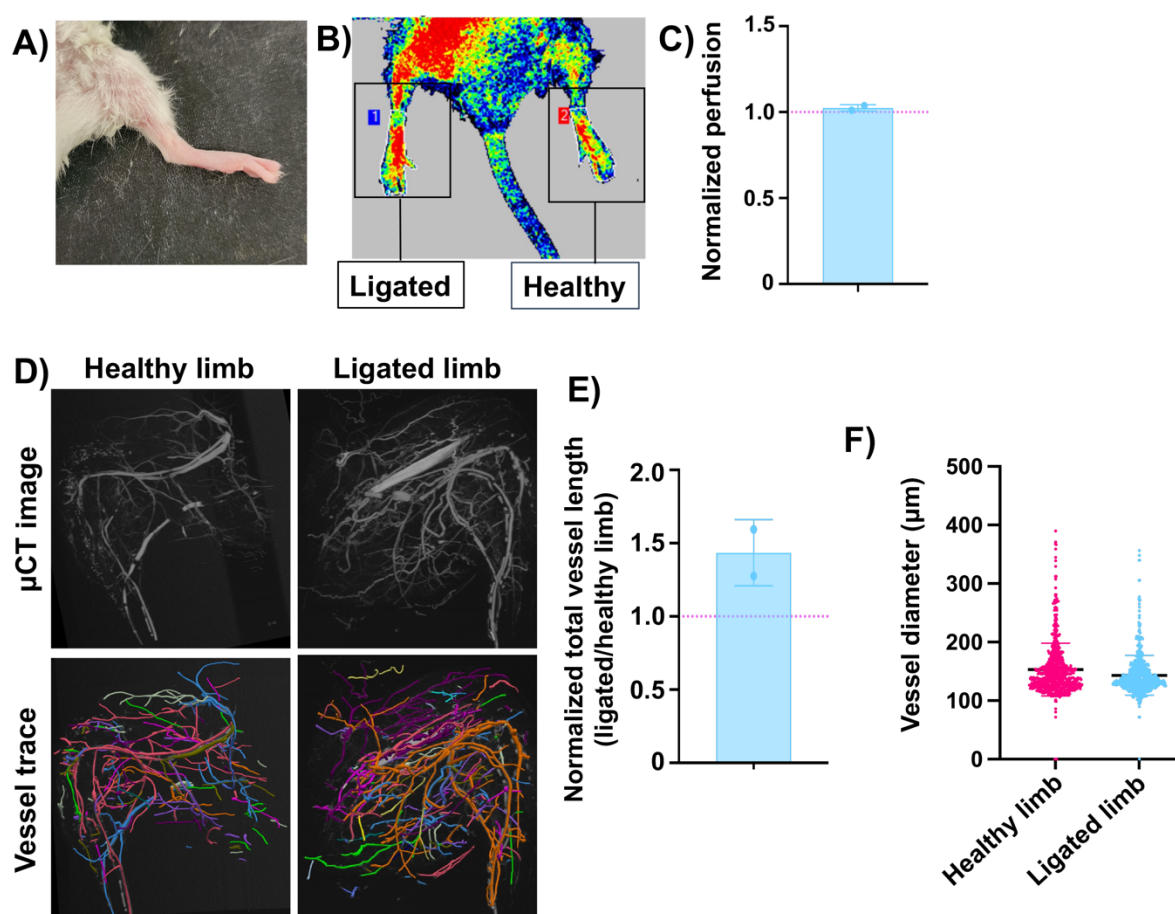 A)
B)
1
2
Ligated
Healthy
C)
Normalized perfusion
1.5
1.0
0.5
0
D)
Healthy limb
Ligated limb
µCT image
Vessel trace
E)
Normalized total vessel length
(ligated/healthy limb)
2.0
1.5
1.0
0.5
0
F)
Vessel diameter (µm)
500
400
300
200
100
0
Healthy limb
Ligated limb